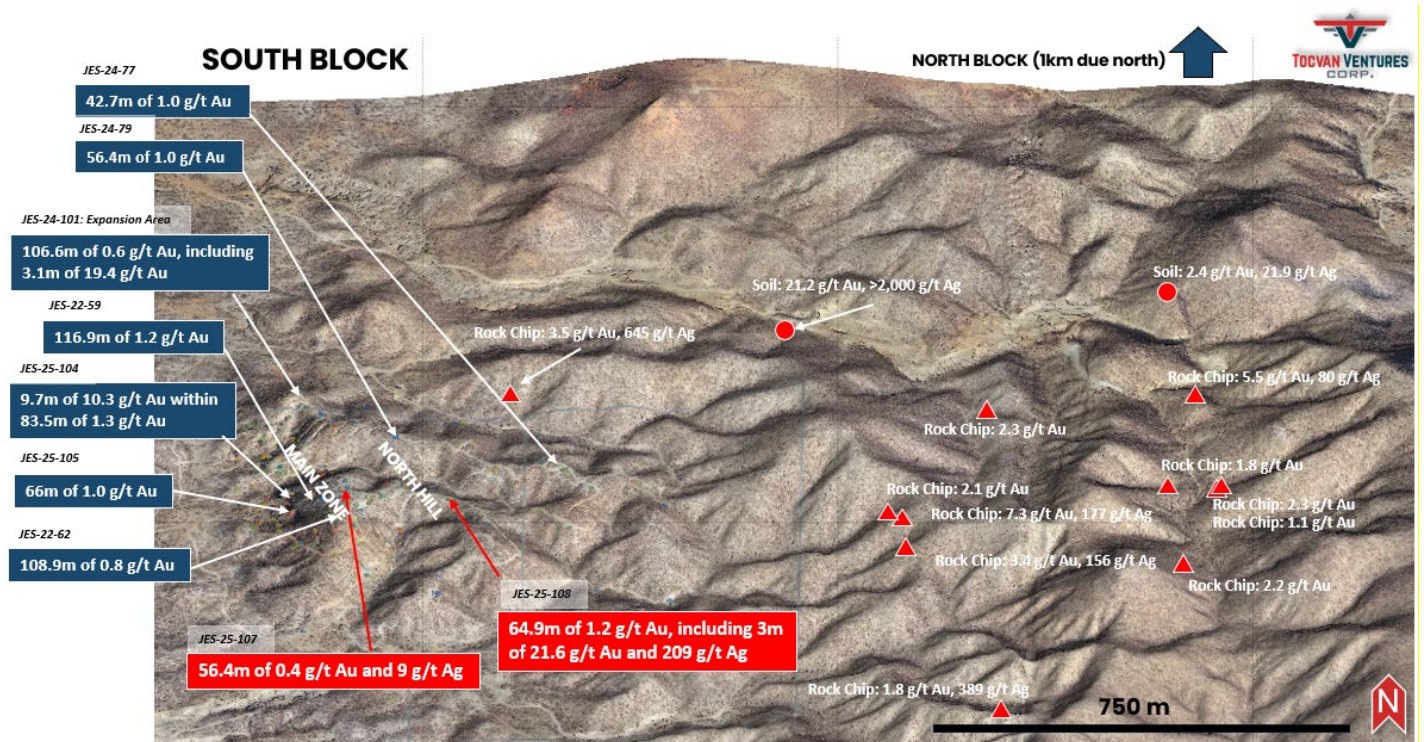 SOUTH BLOCK
NORTH BLOCK (1km due north)
TOCVAN VENTURES
CORP.
JES-24-77
42.7m of 1.0 g/t Au
JES-24-79
56.4m of 1.0 g/t Au
JES-24-101: Expansion Area
106.6m of 0.6 g/t Au, including
3.1m of 19.4 g/t Au
JES-22-59
116.9m of 1.2 g/t Au
JES-25-104
9.7m of 10.3 g/t Au within
83.5m of 1.3 g/t Au
JES-25-105
66m of 1.0 g/t Au
JES-22-62
108.9m of 0.8 g/t Au
MAIN ZONE
NORTH HILL
JES-25-107
56.4m of 0.4 g/t Au and 9 g/t Ag
JES-25-108
64.9m of 1.2 g/t Au, including 3m
of 21.6 g/t Au and 209 g/t Ag
Rock Chip: 3.5 g/t Au, 645 g/t Ag
Soil: 21.2 g/t Au, >2,000 g/t Ag
Soil: 2.4 g/t Au, 21.9 g/t Ag
Rock Chip: 5.5 g/t Au, 80 g/t Ag
Rock Chip: 2.3 g/t Au
Rock Chip: 1.8 g/t Au
Rock Chip: 2.1 g/t Au
Rock Chip: 2.3 g/t Au
Rock Chip: 7.3 g/t Au, 177 g/t Ag
Rock Chip: 1.1 g/t Au
Rock Chip: 3.4 g/t Au, 156 g/t Ag
Rock Chip: 2.2 g/t Au
Rock Chip: 1.8 g/t Au, 389 g/t Ag
750 m
N